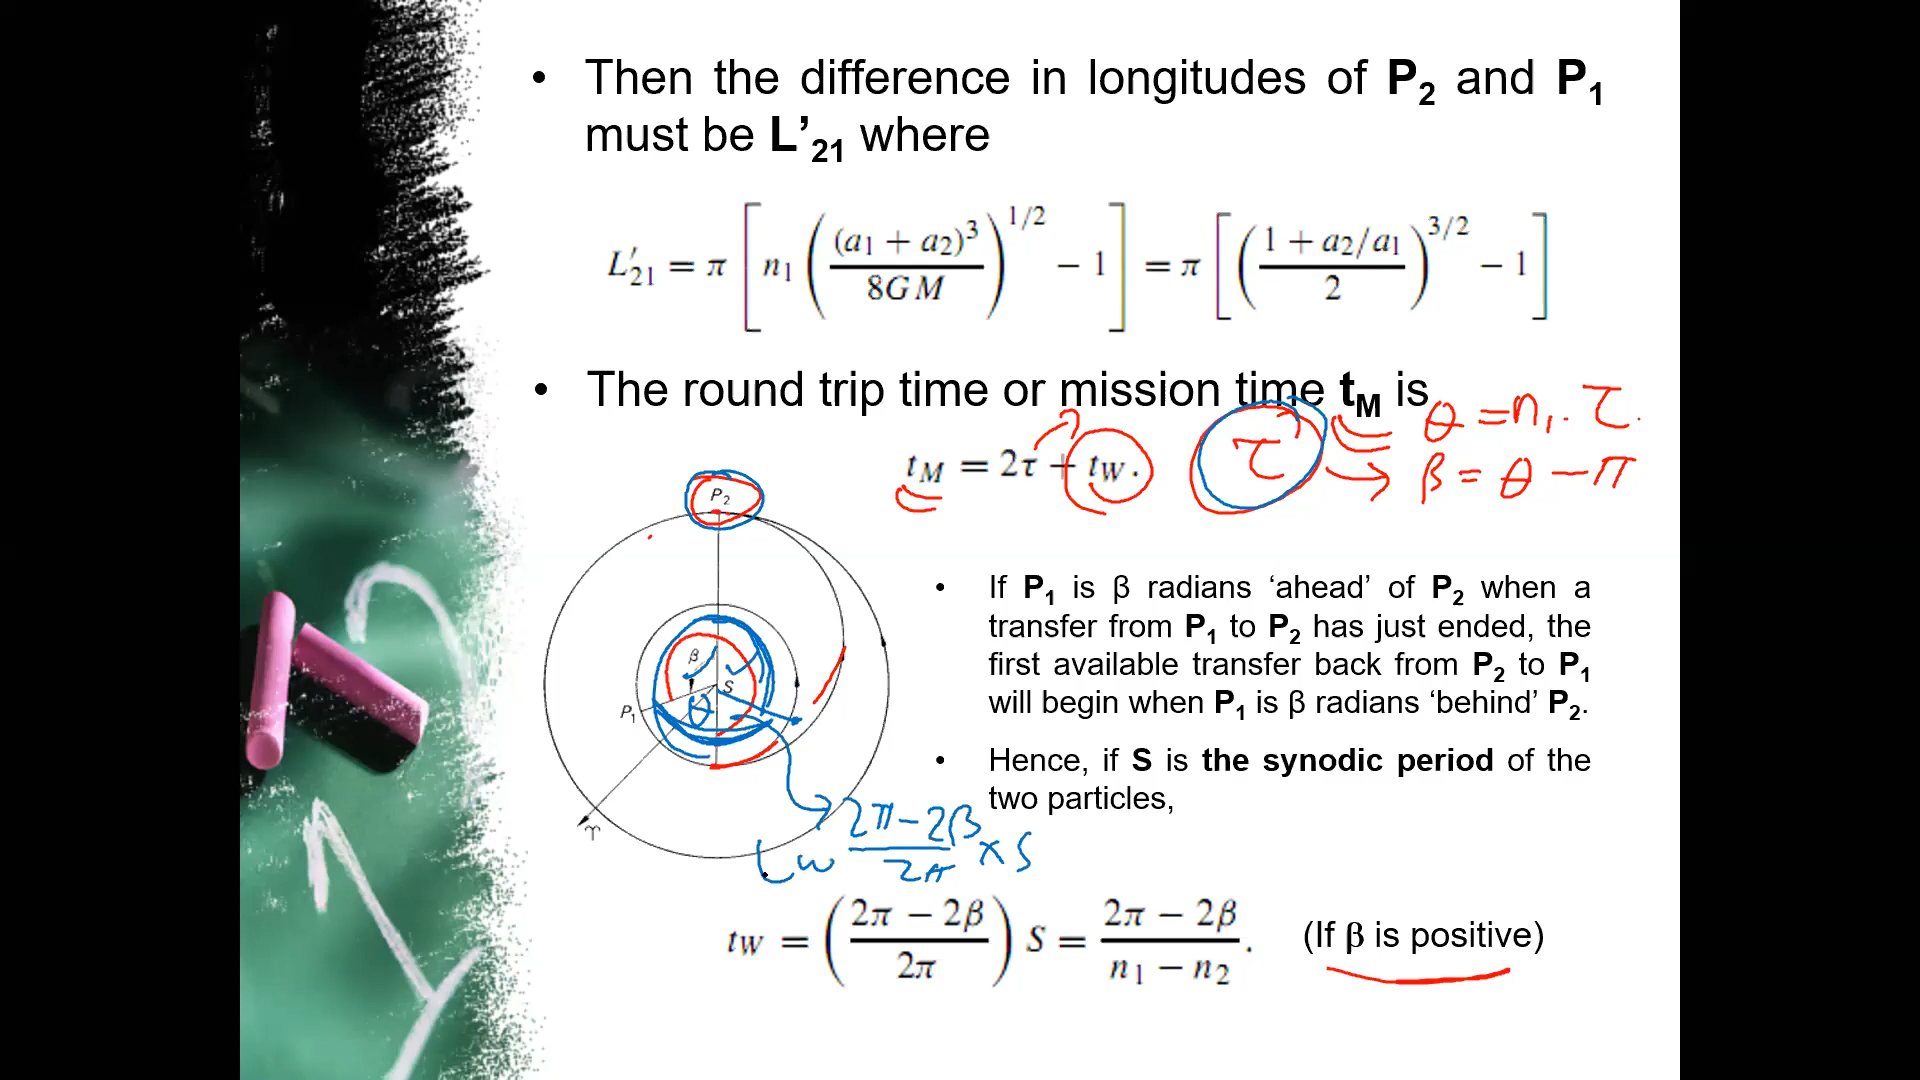 • Then the difference in longitudes of P₂ and P₁
must be L’₂₁ where
L′₂₁ = π [ n₁ ( (a₁ + a₂)³ / 8GM )^1/2 − 1 ] = π [ ( (1 + a₂/a₁) / 2 )^3/2 − 1 ]
• The round trip time or mission time t_M is
t_M = 2τ + t_W.
τ
θ = n₁ . τ
β = θ − π
P₂
β
S
P₁
θ
♈
• If P₁ is β radians ‘ahead’ of P₂ when a
transfer from P₁ to P₂ has just ended, the
first available transfer back from P₂ to P₁
will begin when P₁ is β radians ‘behind’ P₂.
• Hence, if S is the synodic period of the
two particles,
t_w (2π − 2β) / 2π × S
t_W = ( (2π − 2β) / 2π ) S = (2π − 2β) / (n₁ − n₂) . (If β is positive)